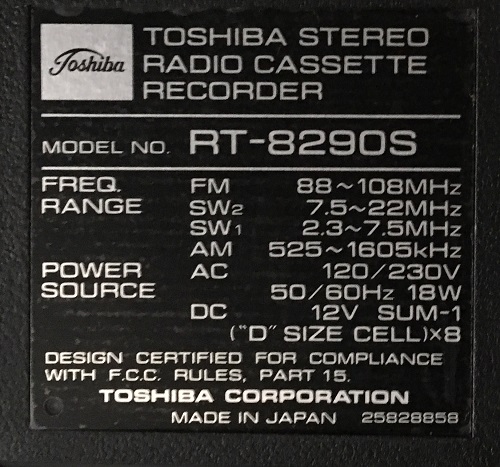 Toshiba
TOSHIBA STEREO
RADIO CASSETTE
RECORDER
MODEL NO. RT-8290S
FREQ. FM 88~108MHz
RANGE SW2 7.5~22MHz
SW1 2.3~7.5MHz
AM 525~1605kHz
POWER AC 120/230V
SOURCE 50/60Hz 18W
DC 12V SUM-1
("D" SIZE CELL)×8
DESIGN CERTIFIED FOR COMPLIANCE
WITH F.C.C. RULES, PART 15.
TOSHIBA CORPORATION
MADE IN JAPAN 25828858